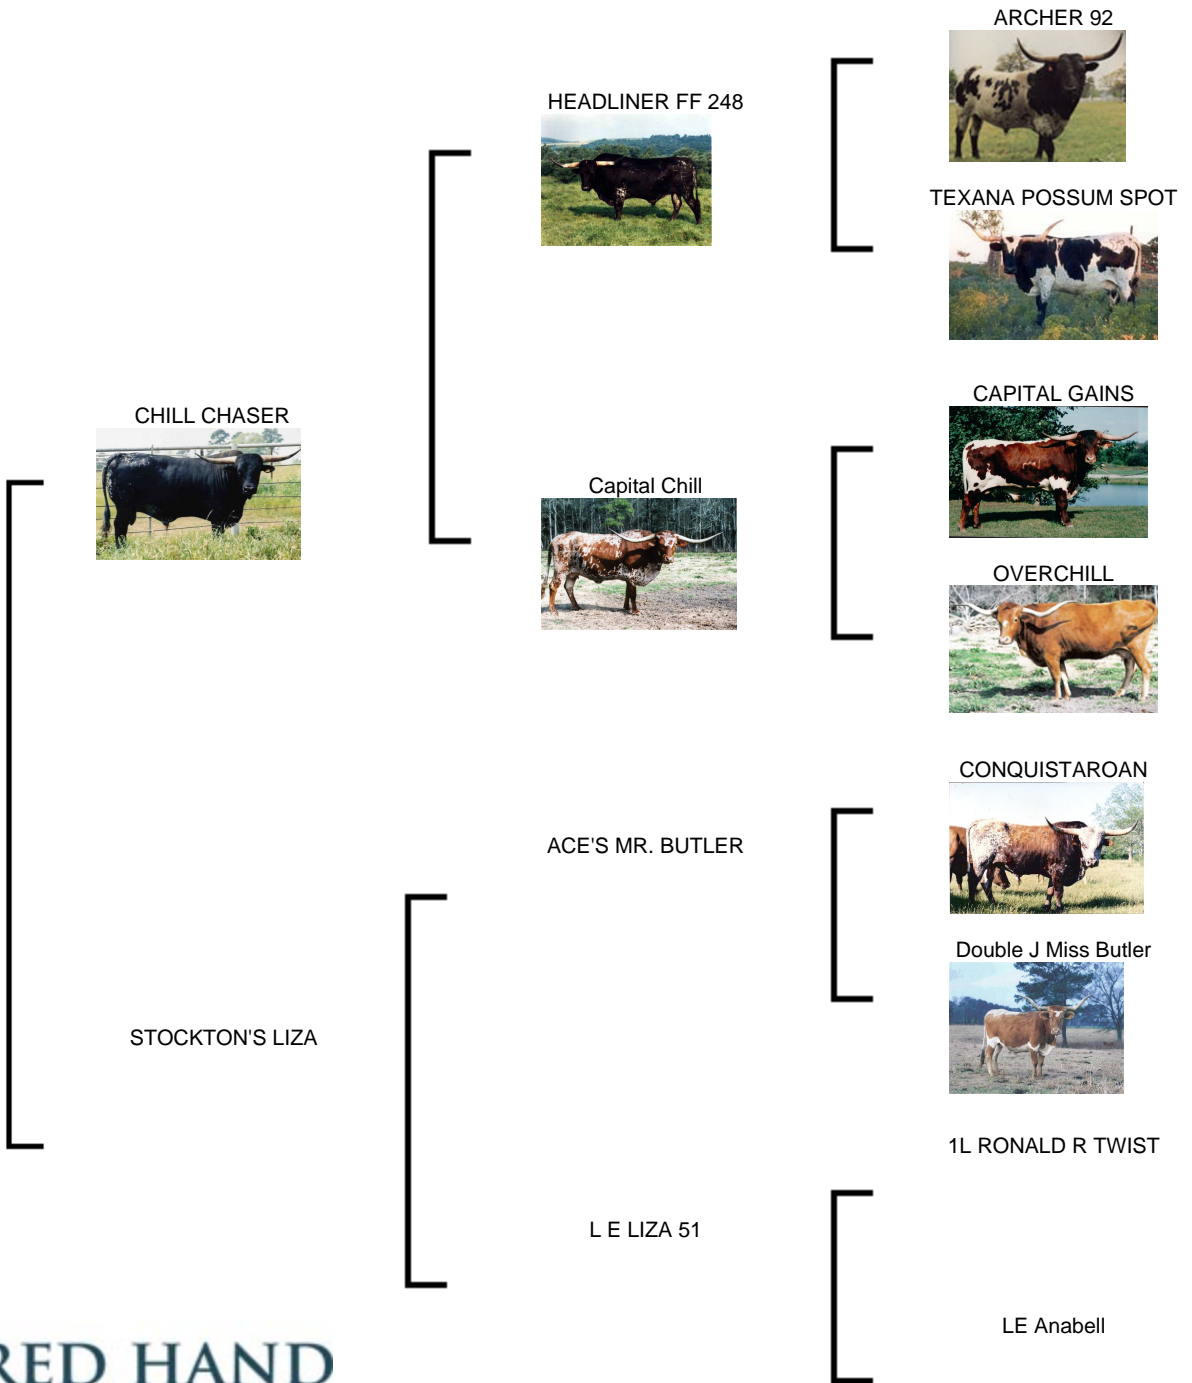 ARCHER 92
HEADLINER FF 248
TEXANA POSSUM SPOT
CHILL CHASER
CAPITAL GAINS
Capital Chill
OVERCHILL
CONQUISTAROAN
ACE'S MR. BUTLER
Double J Miss Butler
STOCKTON'S LIZA
1L RONALD R TWIST
L E LIZA 51
LE Anabell
RED HAND